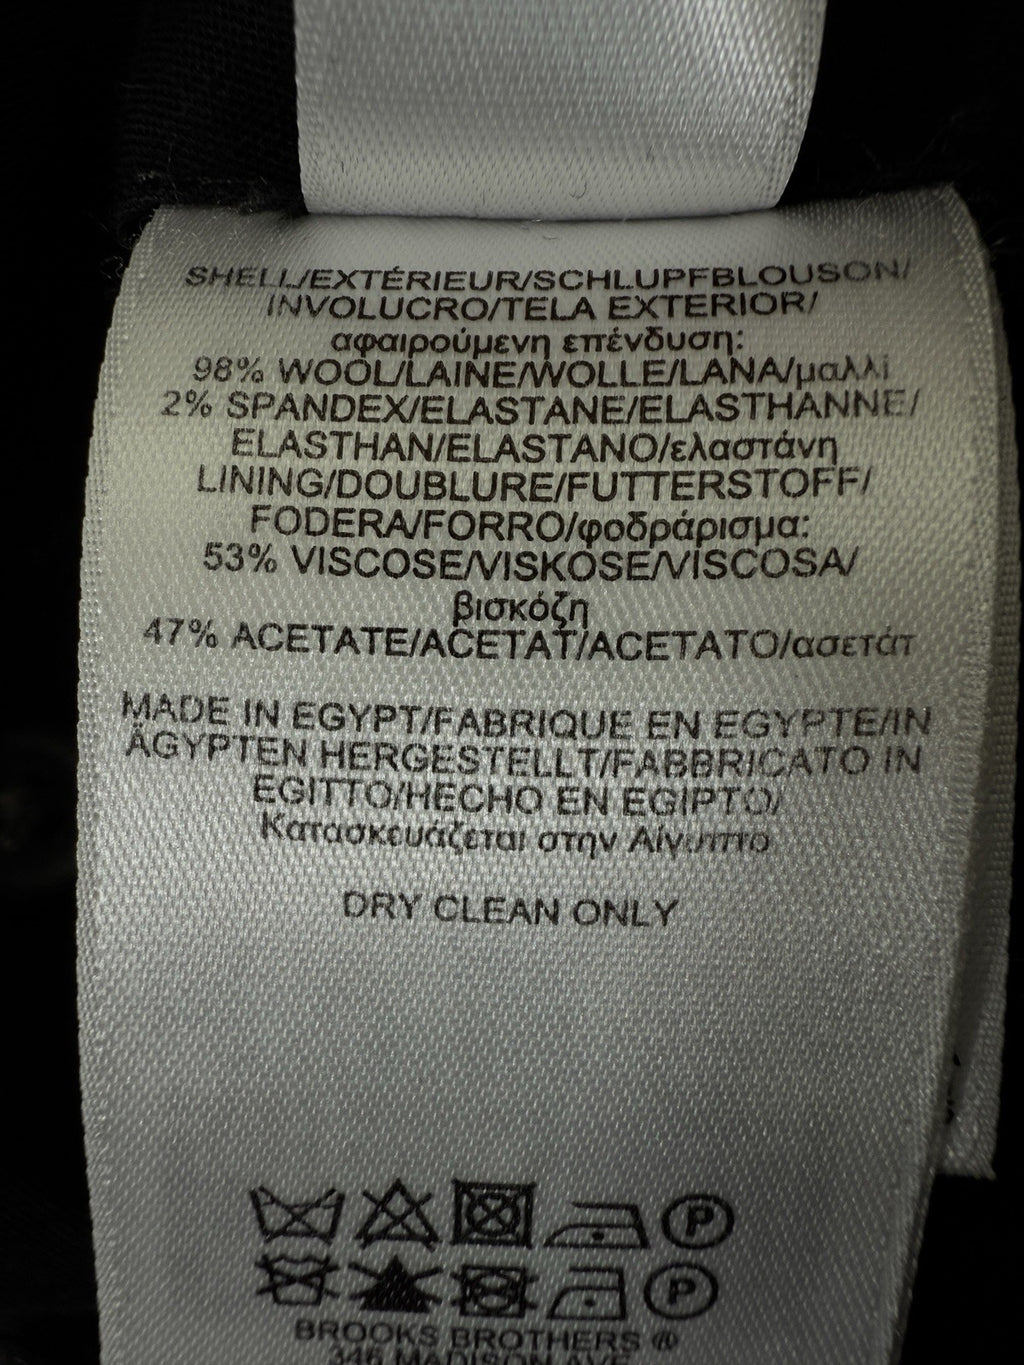 SHELL/EXTÉRIEUR/SCHLUPFBLOUSON/
INVOLUCRO/TELA EXTERIOR/
αφαιρούμενη επένδυση:
98% WOOL/LAINE/WOLLE/LANA/μαλλί
2% SPANDEX/ELASTANE/ELASTHANNE/
ELASTHAN/ELASTANO/ελαστάνη
LINING/DOUBLURE/FUTTERSTOFF/
FODERA/FORRO/φοδράρισμα:
53% VISCOSE/VISKOSE/VISCOSA/
βισκόζη
47% ACETATE/ACETAT/ACETATO/ασετάτ
MADE IN EGYPT/FABRIQUE EN EGYPTE/IN
ÄGYPTEN HERGESTELLT/FABBRICATO IN
EGITTO/HECHO EN EGIPTO/
Κατασκευάζεται στην Αίγυπτο
DRY CLEAN ONLY
P
P
BROOKS BROTHERS ®
346 MADISON AVE